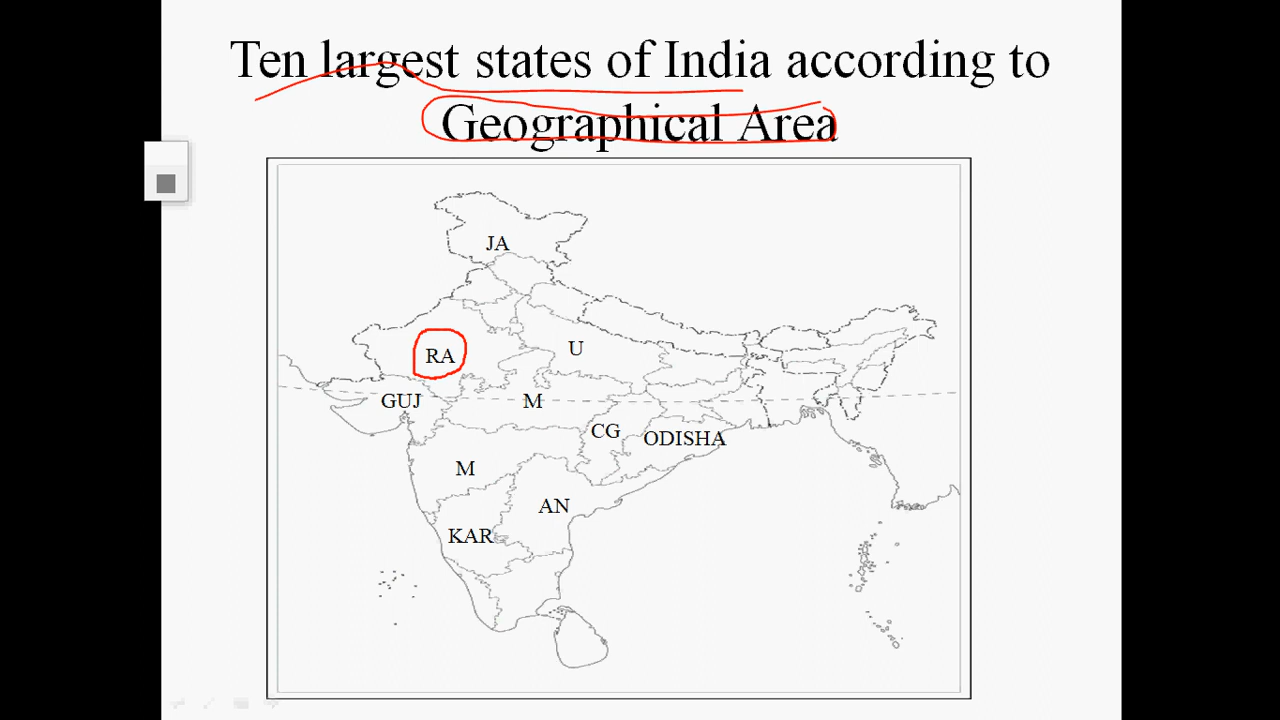 Ten largest states of India according to
Geographical Area
JA
RA
U
GUJ
M
CG
ODISHA
M
AN
KAR